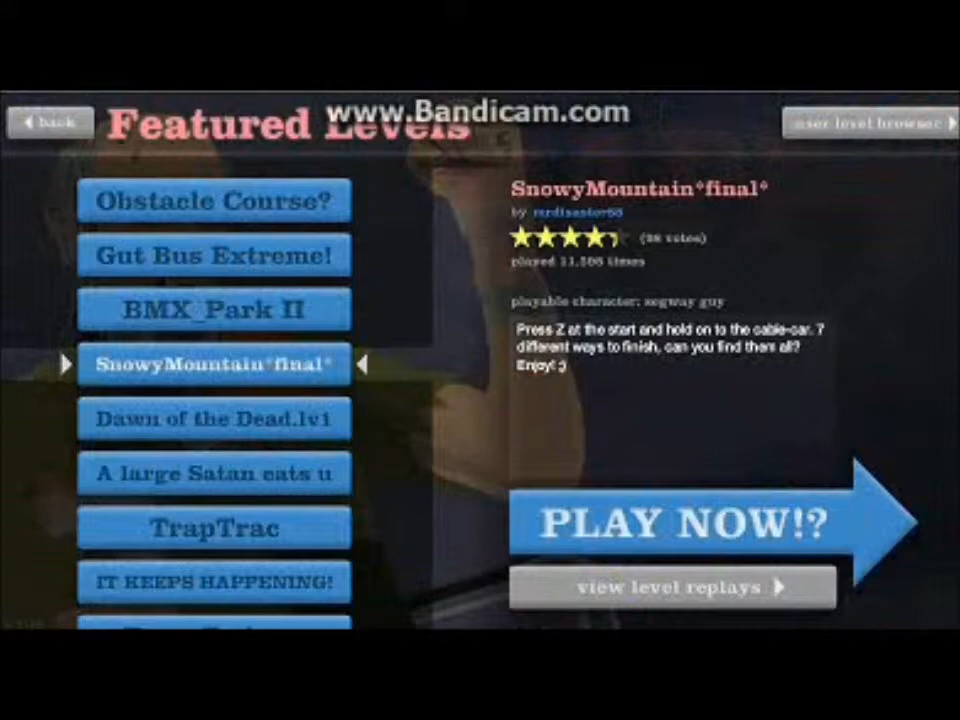 www.Bandicam.com
back
Featured Levels
user level browser
Obstacle Course?
Gut Bus Extreme!
BMX_Park II
SnowyMountain*final*
Dawn of the Dead.lv1
A large Satan eats u
TrapTrac
IT KEEPS HAPPENING!
SnowyMountain*final*
by mrdisaster88
votes)
played times
playable character: segway guy
Press Z at the start and hold on to the cable-car. 7
different ways to finish, can you find them all?
Enjoy! ;)
PLAY NOW!?
view level replays